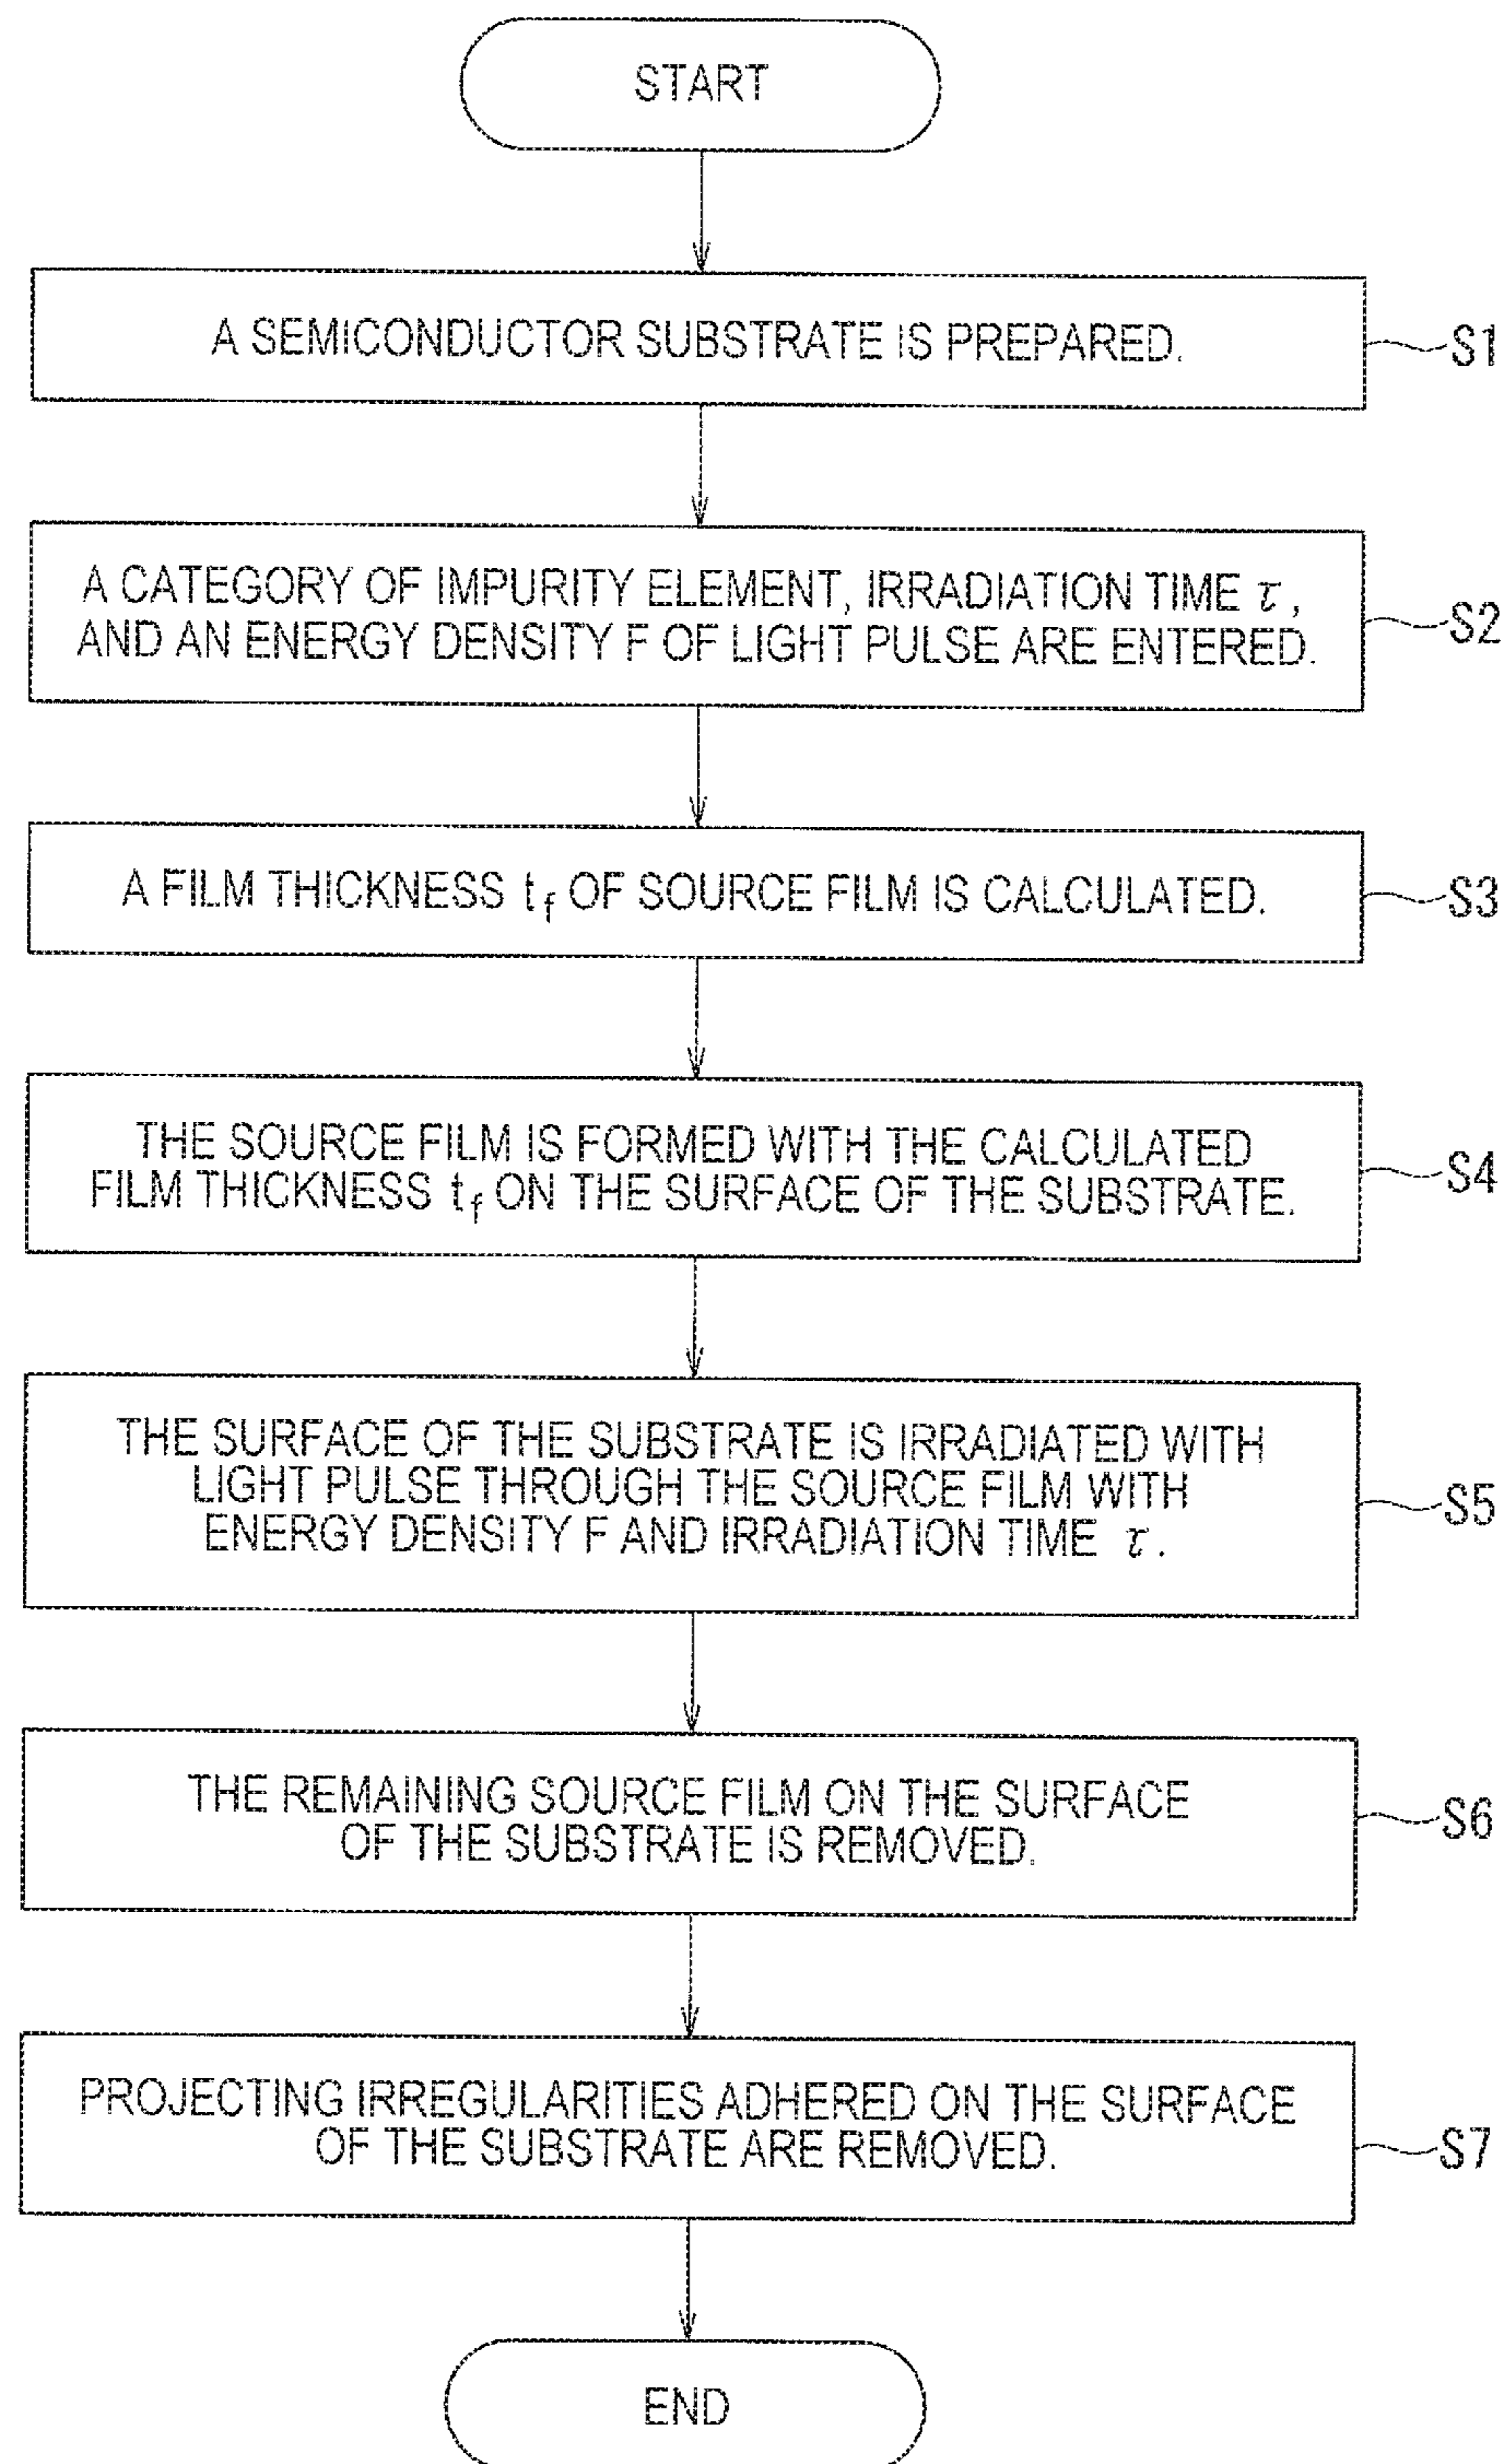 START
A SEMICONDUCTOR SUBSTRATE IS PREPARED.
S1
A CATEGORY OF IMPURITY ELEMENT, IRRADIATION TIME τ,
AND AN ENERGY DENSITY F OF LIGHT PULSE ARE ENTERED.
S2
A FILM THICKNESS tf OF SOURCE FILM IS CALCULATED.
S3
THE SOURCE FILM IS FORMED WITH THE CALCULATED
FILM THICKNESS tf ON THE SURFACE OF THE SUBSTRATE.
S4
THE SURFACE OF THE SUBSTRATE IS IRRADIATED WITH
LIGHT PULSE THROUGH THE SOURCE FILM WITH
ENERGY DENSITY F AND IRRADIATION TIME τ.
S5
THE REMAINING SOURCE FILM ON THE SURFACE
OF THE SUBSTRATE IS REMOVED.
S6
PROJECTING IRREGULARITIES ADHERED ON THE SURFACE
OF THE SUBSTRATE ARE REMOVED.
S7
END